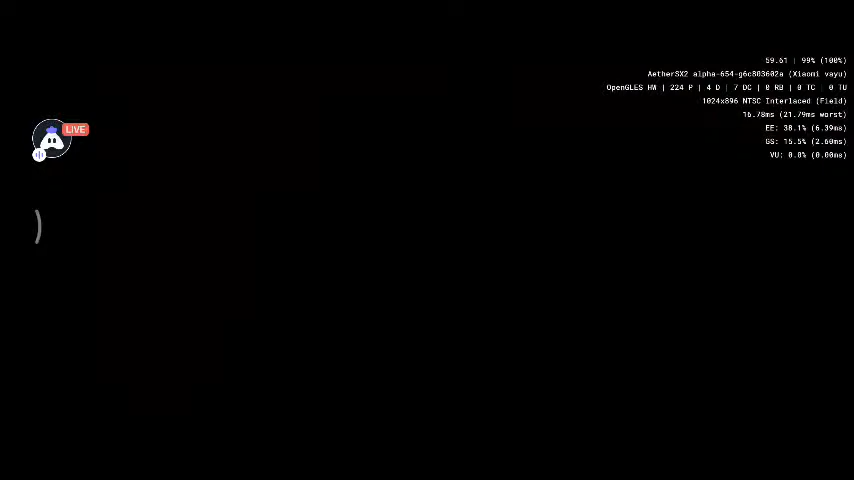 59.61 | 99% (100%)
AetherSX2 alpha-654-g6c803602a (Xiaomi vayu)
OpenGLES HW | 224 P | 4 D | 7 DC | 0 RB | 0 TC | 0 TU
1024x896 NTSC Interlaced (Field)
16.78ms (21.79ms worst)
LIVE
EE: 38.1% (6.39ms)
GS: 15.5% (2.60ms)
VU: 0.0% (0.00ms)